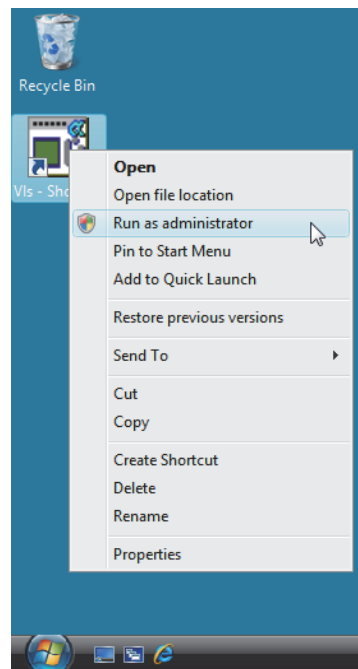 Recycle Bin
VIs - Sho
Open
Open file location
Run as administrator
Pin to Start Menu
Add to Quick Launch
Restore previous versions
Send To
Cut
Copy
Create Shortcut
Delete
Rename
Properties